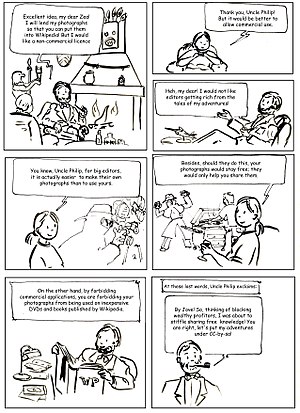 Excellent idea, my dear Zed
I will lend my photographs
so that you can put them
into Wikipedia! But I would
like a non-commercial licence
Thank you, Uncle Philip!
But it would be better to
allow commercial use.
Heh, my dear! I would not like
editors getting rich from the
tales of my adventures!
You know, Uncle Philip, for big editors,
it is actually easier to make their own
photographs than to use yours.
Besides, should they do this, your
photographs would stay free; they
would only help you share them
On the other hand, by forbidding
commercial applications, you are forbidding your
photographs from being used on inexpensive
DVDs and books published by Wikipedia.
At these last words, Uncle Philip exclaims:
By Jove! So, thinking of blocking
wealthy profiters, I was about to
stifle sharing free knowledge! You
are right, let's put my adventures
under CC-by-sa!